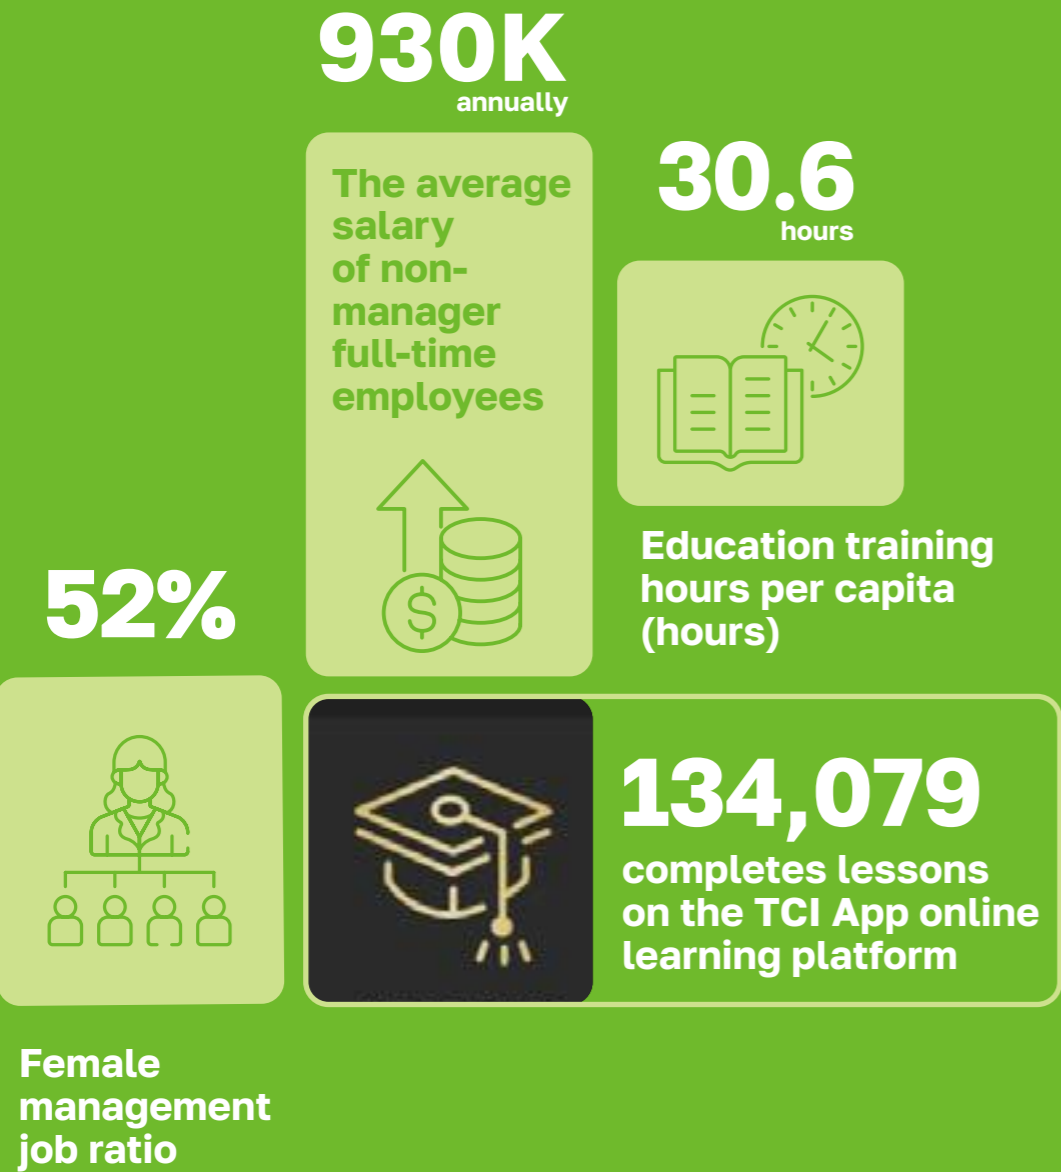 930K
annually
The average
salary
of non-
manager
full-time
employees
$
30.6
hours
Education training
hours per capita
(hours)
52%
Female
management
job ratio
134,079
completes lessons
on the TCI App online
learning platform